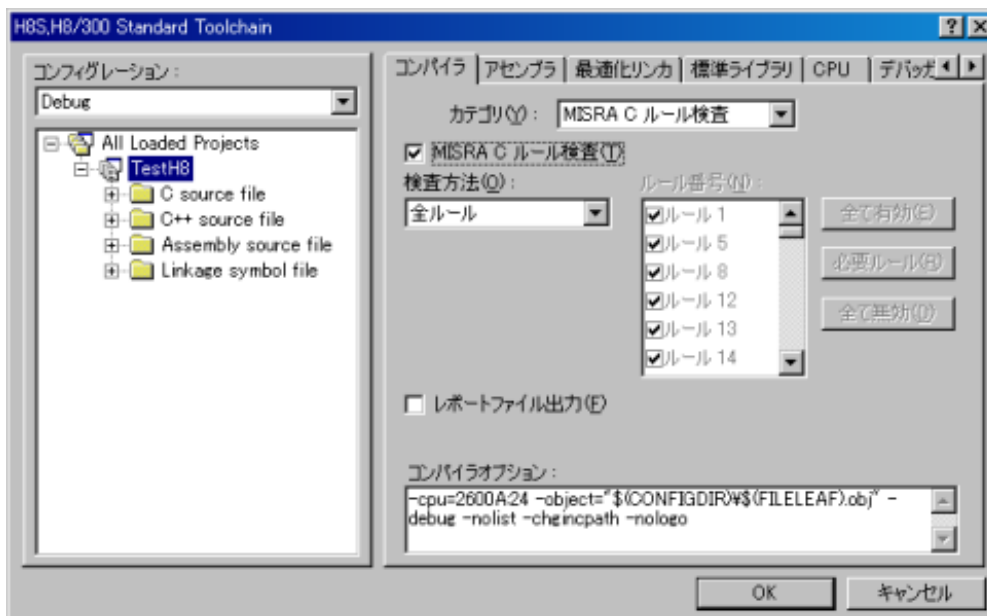 H8S,H8/300 Standard Toolchain
コンフィグレーション :
Debug
All Loaded Projects
TestH8
C source file
C++ source file
Assembly source file
Linkage symbol file
コンパイラ アセンブラ 最適化リンカ 標準ライブラリ CPU デバッガ
カテゴリ(Y) : MISRA C ルール検査
MISRA C ルール検査(T)
検査方法(O) :
全ルール
ルール番号(N) :
ルール 1
ルール 5
ルール 8
ルール 12
ルール 13
ルール 14
全て有効(E)
必要ルール(R)
全て無効(D)
レポートファイル出力(F)
コンパイラオプション :
-cpu=2600A:24 -object="$(CONFIGDIR)¥$(FILELEAF).obj" -
debug -nolist -chgincpath -nologo
OK キャンセル